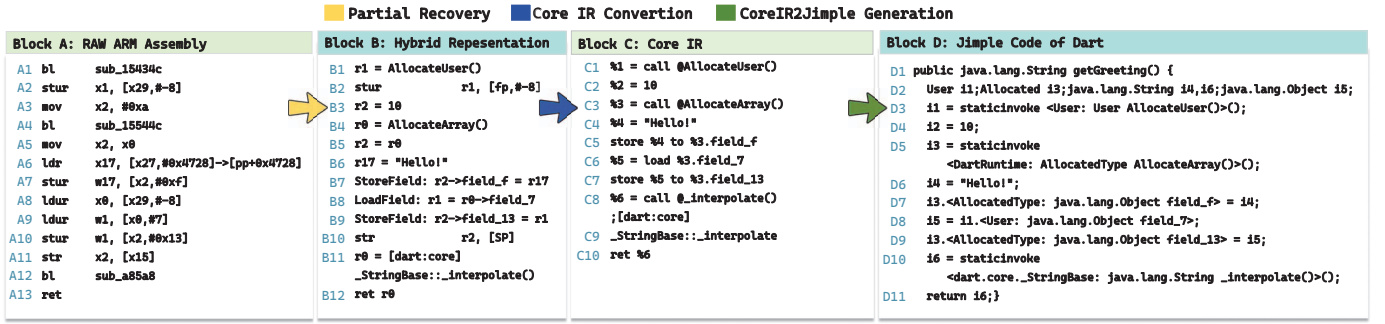 Partial Recovery
Core IR Convertion
CoreIR2Jimple Generation
Block A: RAW ARM Assembly
A1 bl sub_15434c
A2 stur x1, [x29,#-8]
A3 mov x2, #0xa
A4 bl sub_15544c
A5 mov x2, x0
A6 ldr x17, [x27,#0x4728]->[pp+0x4728]
A7 stur w17, [x2,#0xf]
A8 ldur x0, [x29,#-8]
A9 ldur w1, [x0,#7]
A10 stur w1, [x2,#0x13]
A11 str x2, [x15]
A12 bl sub_a85a8
A13 ret
Block B: Hybrid Repesentation
B1 r1 = AllocateUser()
B2 stur r1, [fp,#-8]
B3 r2 = 10
B4 r0 = AllocateArray()
B5 r2 = r0
B6 r17 = "Hello!"
B7 StoreField: r2->field_f = r17
B8 LoadField: r1 = r0->field_7
B9 StoreField: r2->field_13 = r1
B10 str r2, [SP]
B11 r0 = [dart:core]
_StringBase::_interpolate()
B12 ret r0
Block C: Core IR
C1 %1 = call @AllocateUser()
C2 %2 = 10
C3 %3 = call @AllocateArray()
C4 %4 = "Hello!"
C5 store %4 to %3.field_f
C6 %5 = load %3.field_7
C7 store %5 to %3.field_13
C8 %6 = call @_interpolate()
;[dart:core]
C9 _StringBase::_interpolate
C10 ret %6
Block D: Jimple Code of Dart
D1 public java.lang.String getGreeting() {
D2 User i1;Allocated i3;java.lang.String i4,i6;java.lang.Object i5;
D3 i1 = staticinvoke <User: User AllocateUser()>();
D4 i2 = 10;
D5 i3 = staticinvoke
<DartRuntime: AllocatedType AllocateArray()>();
D6 i4 = "Hello!";
D7 i3.<AllocatedType: java.lang.Object field_f> = i4;
D8 i5 = i1.<User: java.lang.Object field_7>;
D9 i3.<AllocatedType: java.lang.Object field_13> = i5;
D10 i6 = staticinvoke
<dart.core._StringBase: java.lang.String _interpolate()>();
D11 return i6;}